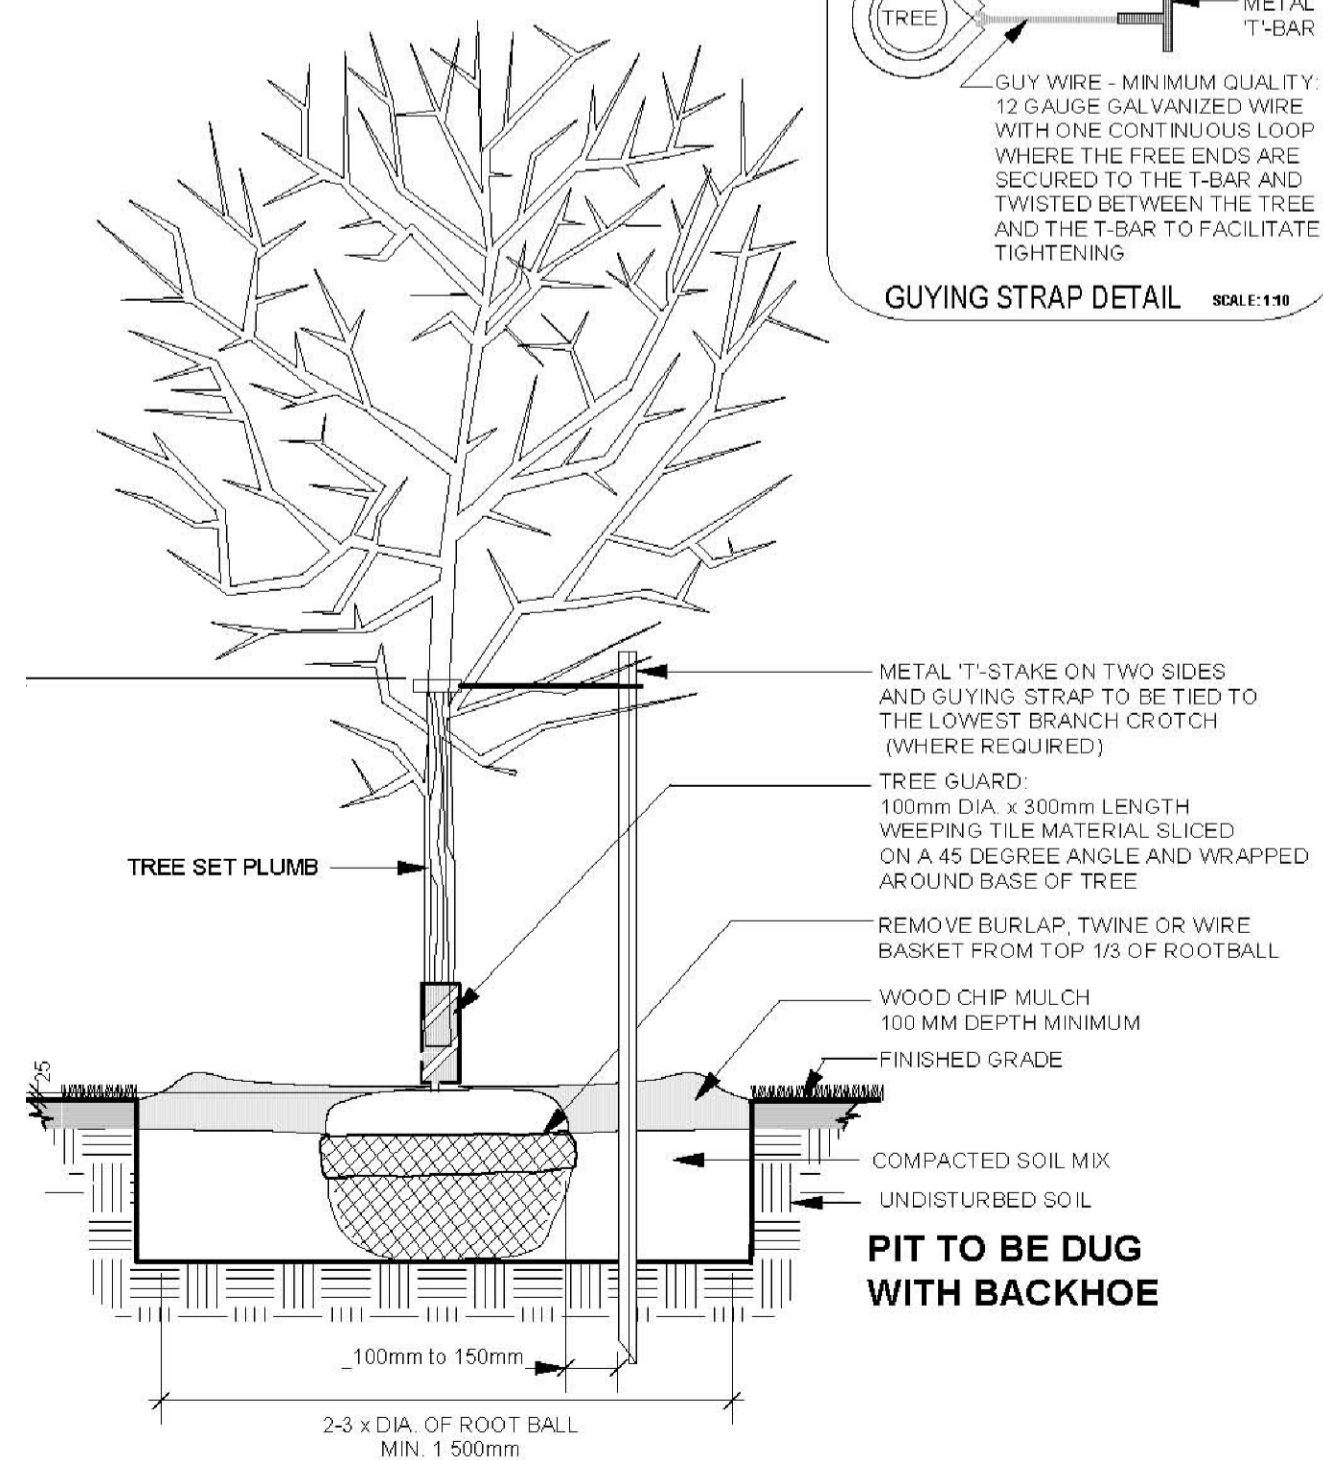 METAL
'T'-BAR
TREE
GUY WIRE - MINIMUM QUALITY:
12 GAUGE GALVANIZED WIRE
WITH ONE CONTINUOUS LOOP
WHERE THE FREE ENDS ARE
SECURED TO THE T-BAR AND
TWISTED BETWEEN THE TREE
AND THE T-BAR TO FACILITATE
TIGHTENING
GUYING STRAP DETAIL SCALE: 1:10
METAL 'T'-STAKE ON TWO SIDES
AND GUYING STRAP TO BE TIED TO
THE LOWEST BRANCH CROTCH
(WHERE REQUIRED)
TREE GUARD:
100mm DIA. x 300mm LENGTH
WEEPING TILE MATERIAL SLICED
ON A 45 DEGREE ANGLE AND WRAPPED
AROUND BASE OF TREE
TREE SET PLUMB
REMOVE BURLAP, TWINE OR WIRE
BASKET FROM TOP 1/3 OF ROOTBALL
WOOD CHIP MULCH
100 MM DEPTH MINIMUM
FINISHED GRADE
25
COMPACTED SOIL MIX
UNDISTURBED SOIL
PIT TO BE DUG
WITH BACKHOE
100mm to 150mm
2-3 x DIA. OF ROOT BALL
MIN. 1 500mm